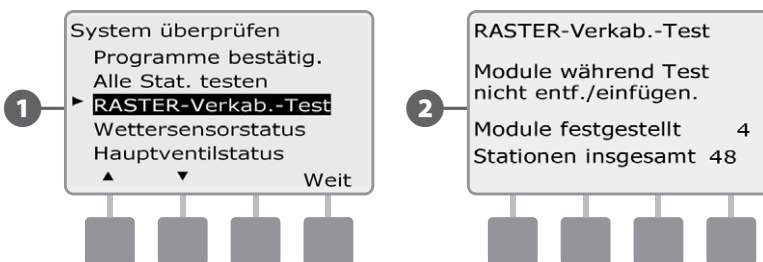 1
System überprüfen
Programme bestätig.
Alle Stat. testen
► RASTER-Verkab.-Test
Wettersensorstatus
Hauptventilstatus
▲ ▼ Weit
2
RASTER-Verkab.-Test
Module während Test
nicht entf./einfügen.
Module festgestellt 4
Stationen insgesamt 48